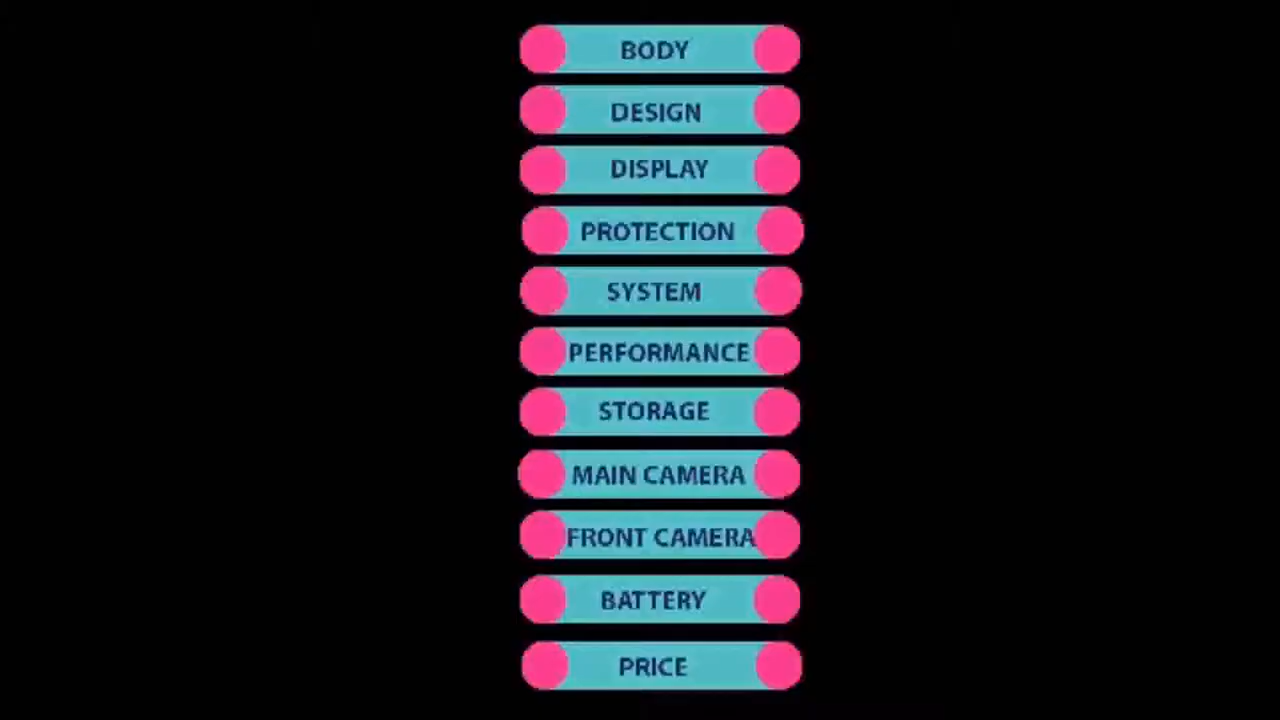 BODY
DESIGN
DISPLAY
PROTECTION
SYSTEM
PERFORMANCE
STORAGE
MAIN CAMERA
FRONT CAMERA
BATTERY
PRICE